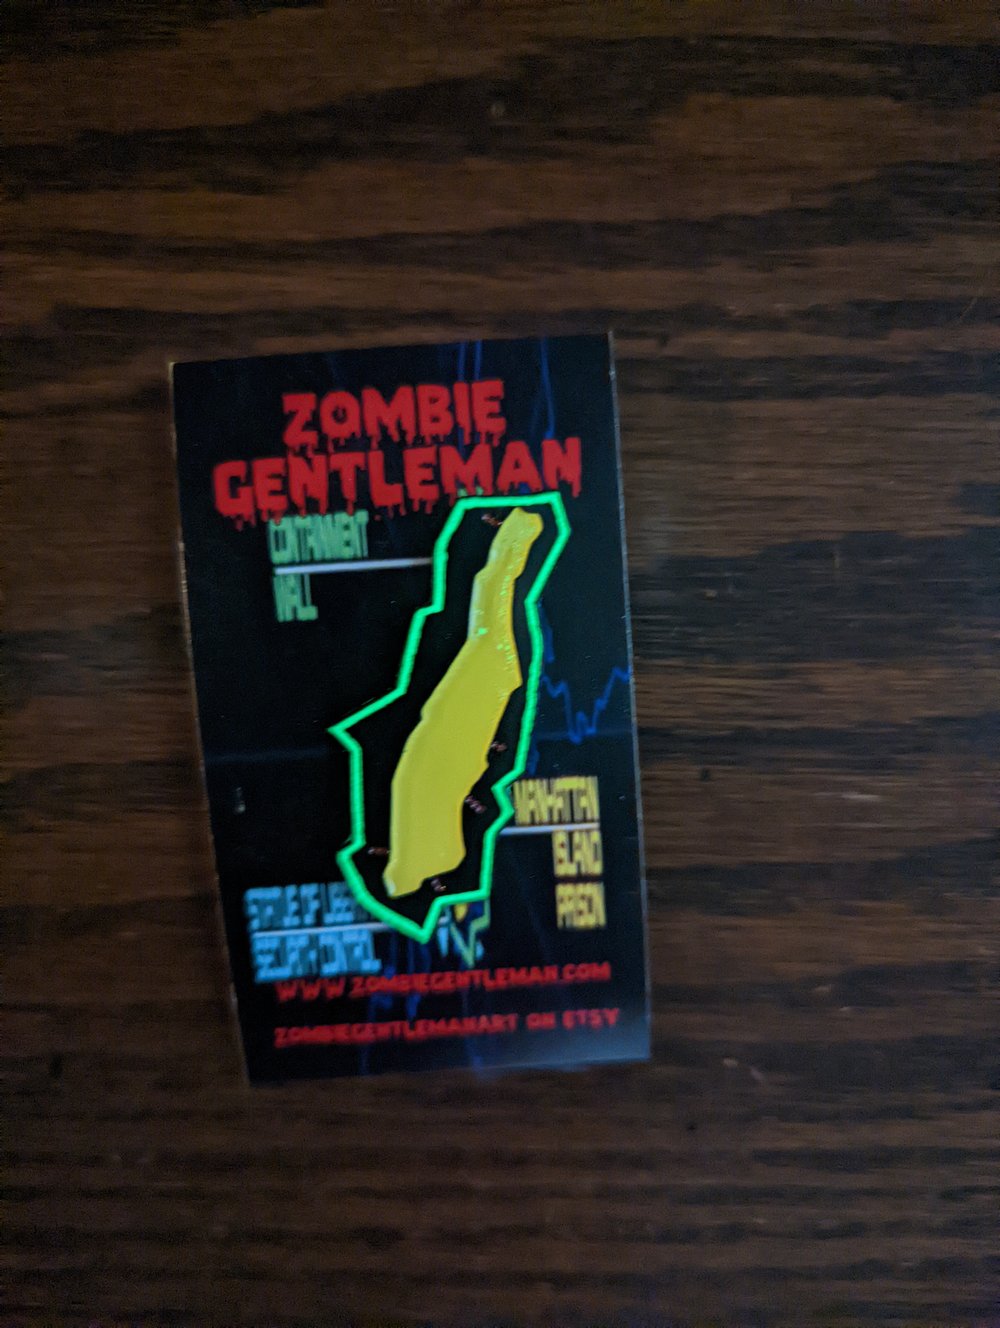 ZOMBIE
GENTLEMAN
CONTAINMENT
WALL
MANHATTAN
ISLAND
PRISON
STATUE OF LIBERTY
SECURITY CONTROL
WWW.ZOMBIEGENTLEMAN.COM
ZOMBIEGENTLEMANART ON ETSY